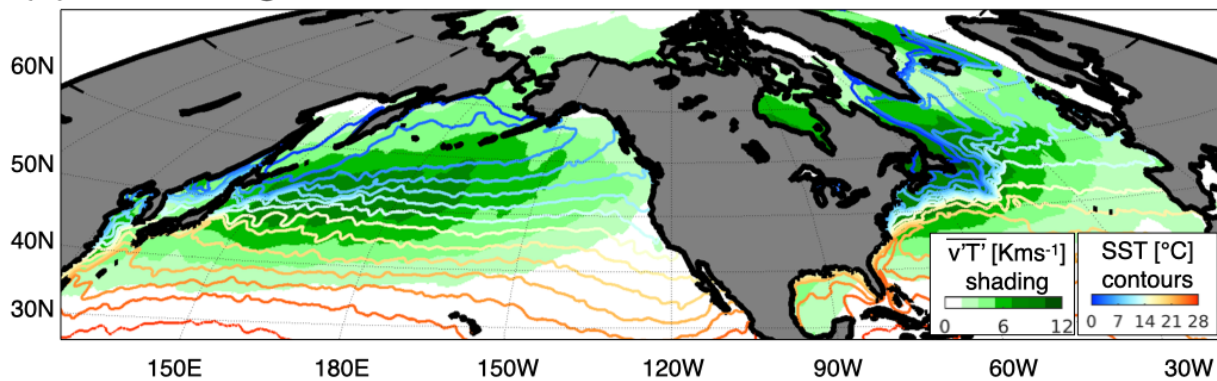 60N
50N
40N
30N
v'T' [Kms-1]
shading
0 6 12
SST [°C]
contours
0 7 14 21 28
150E 180E 150W 120W 90W 60W 30W